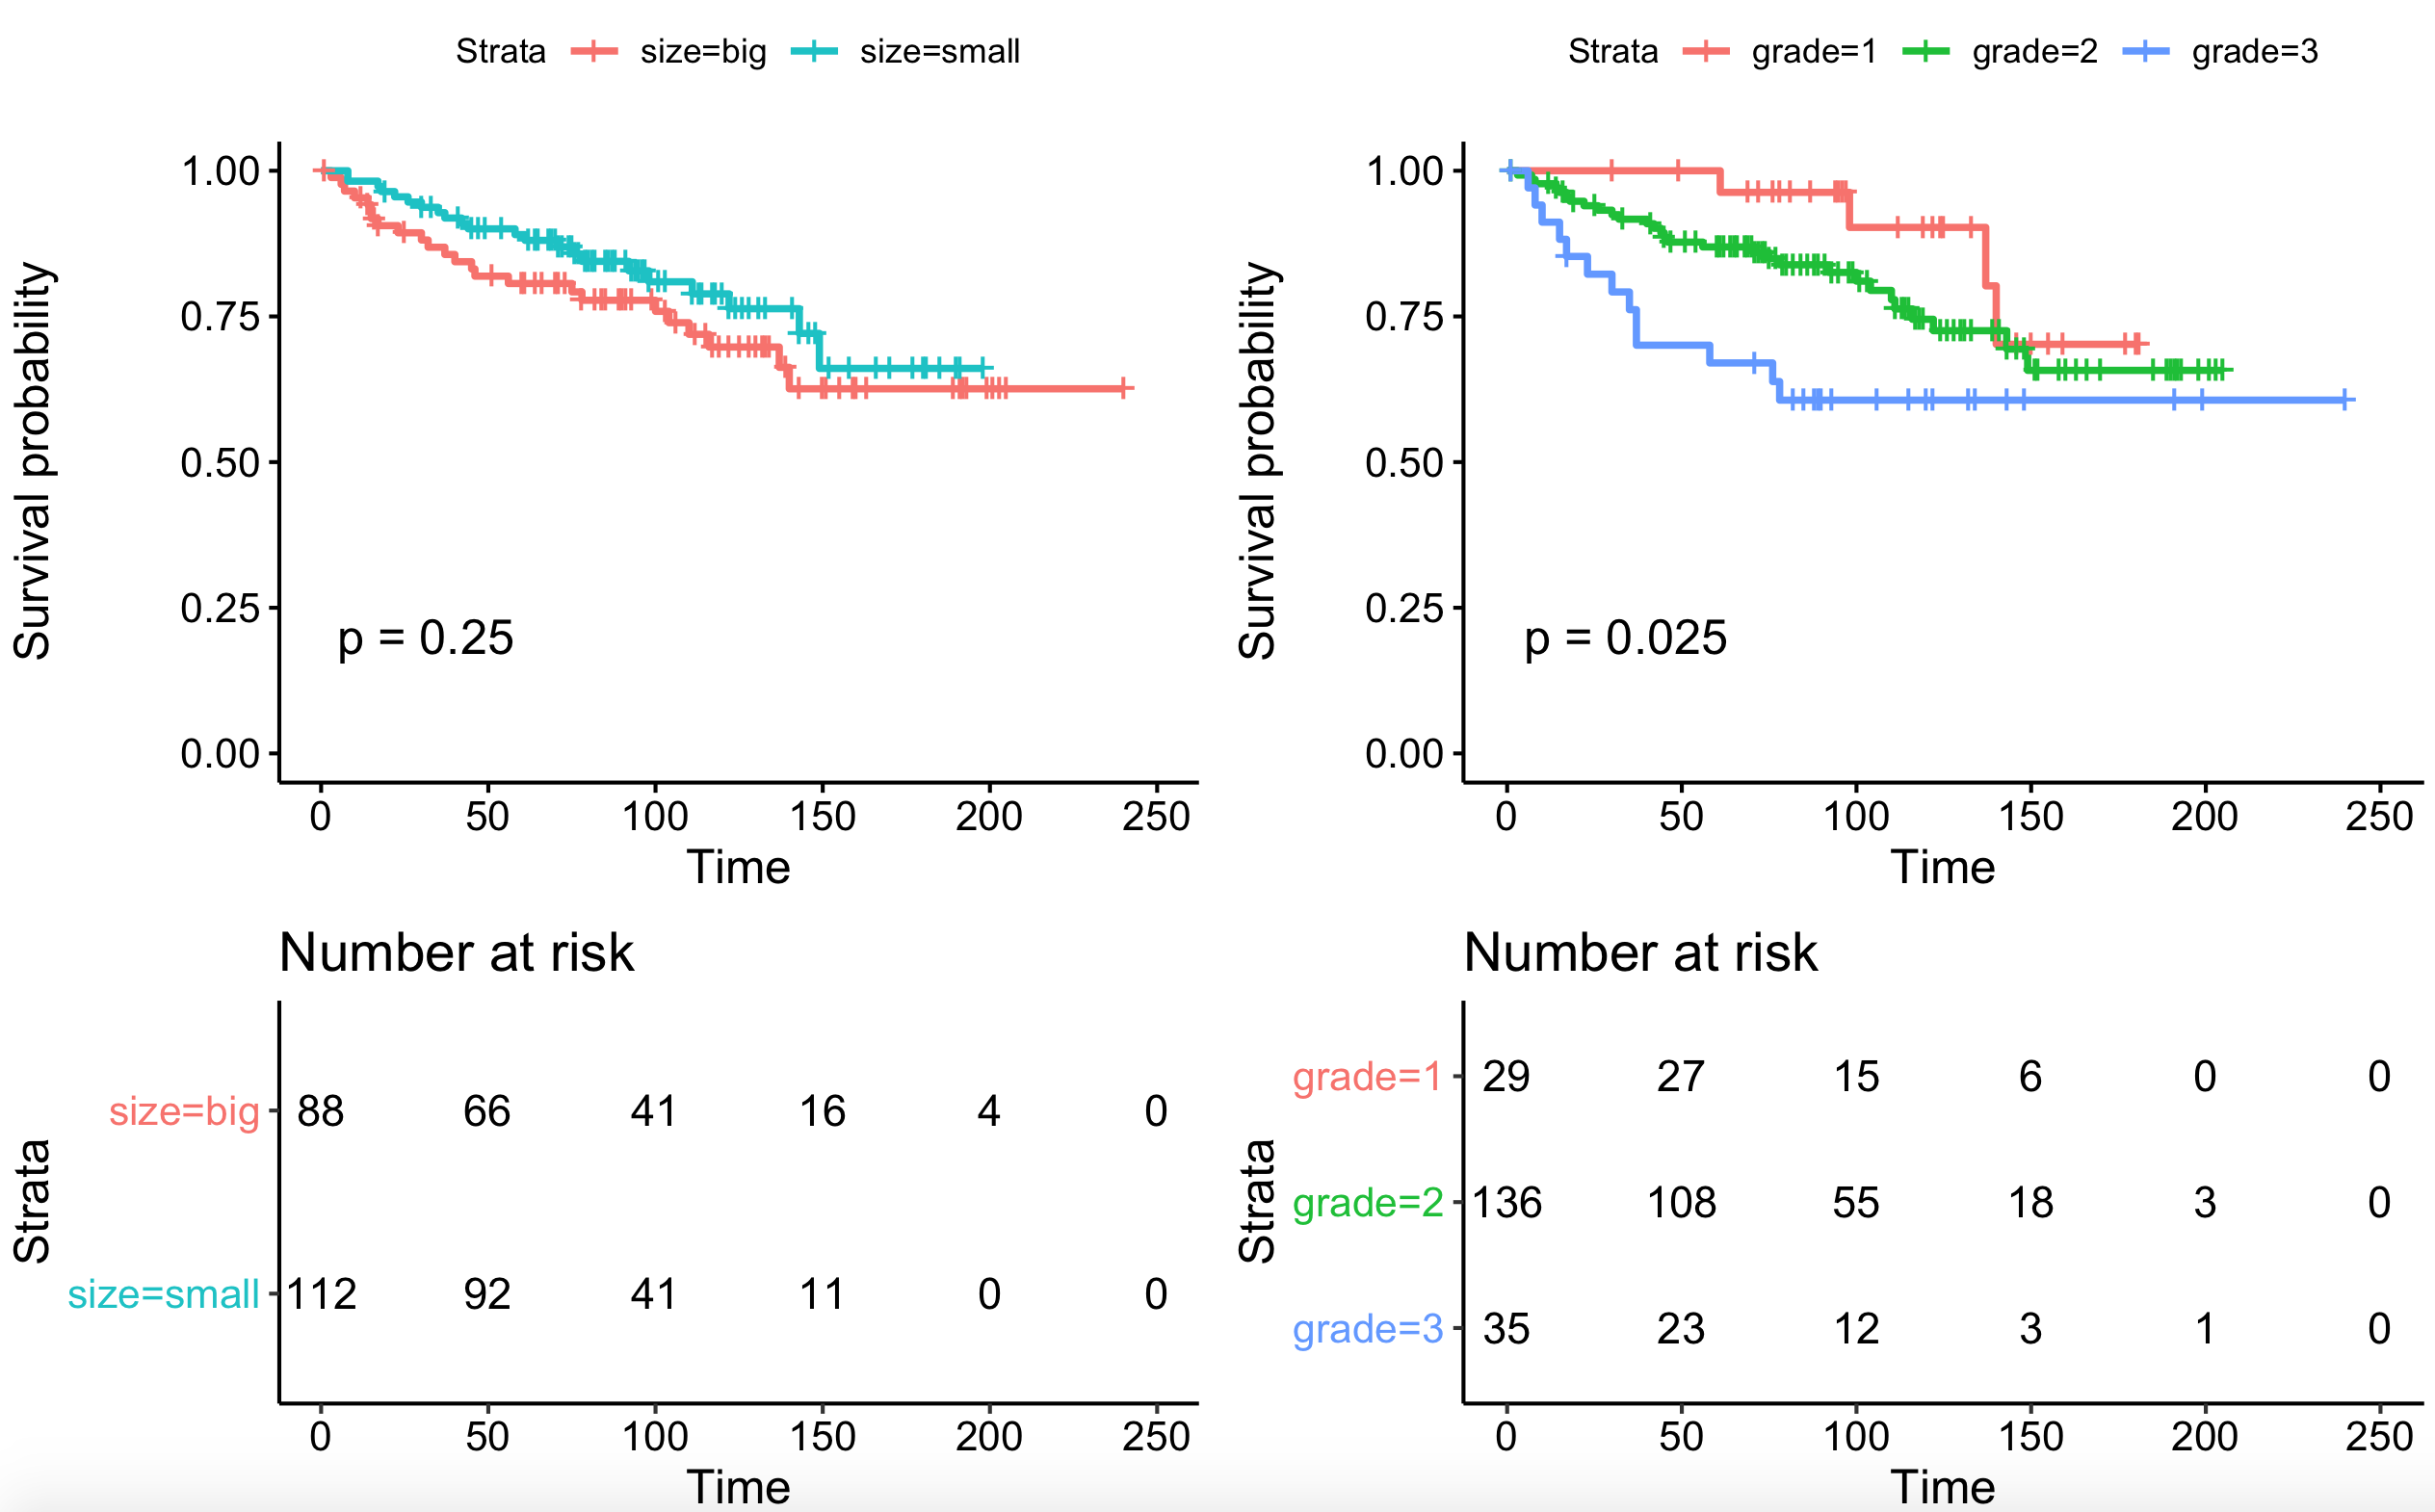 Strata size=big size=small
1.00
0.75
0.50
0.25
0.00
Survival probability
p = 0.25
0 50 100 150 200 250
Time
Number at risk
Strata
size=big 88 66 41 16 4 0
size=small 112 92 41 11 0 0
0 50 100 150 200 250
Time
Strata grade=1 grade=2 grade=3
1.00
0.75
0.50
0.25
0.00
Survival probability
p = 0.025
0 50 100 150 200 250
Time
Number at risk
Strata
grade=1 29 27 15 6 0 0
grade=2 136 108 55 18 3 0
grade=3 35 23 12 3 1 0
0 50 100 150 200 250
Time